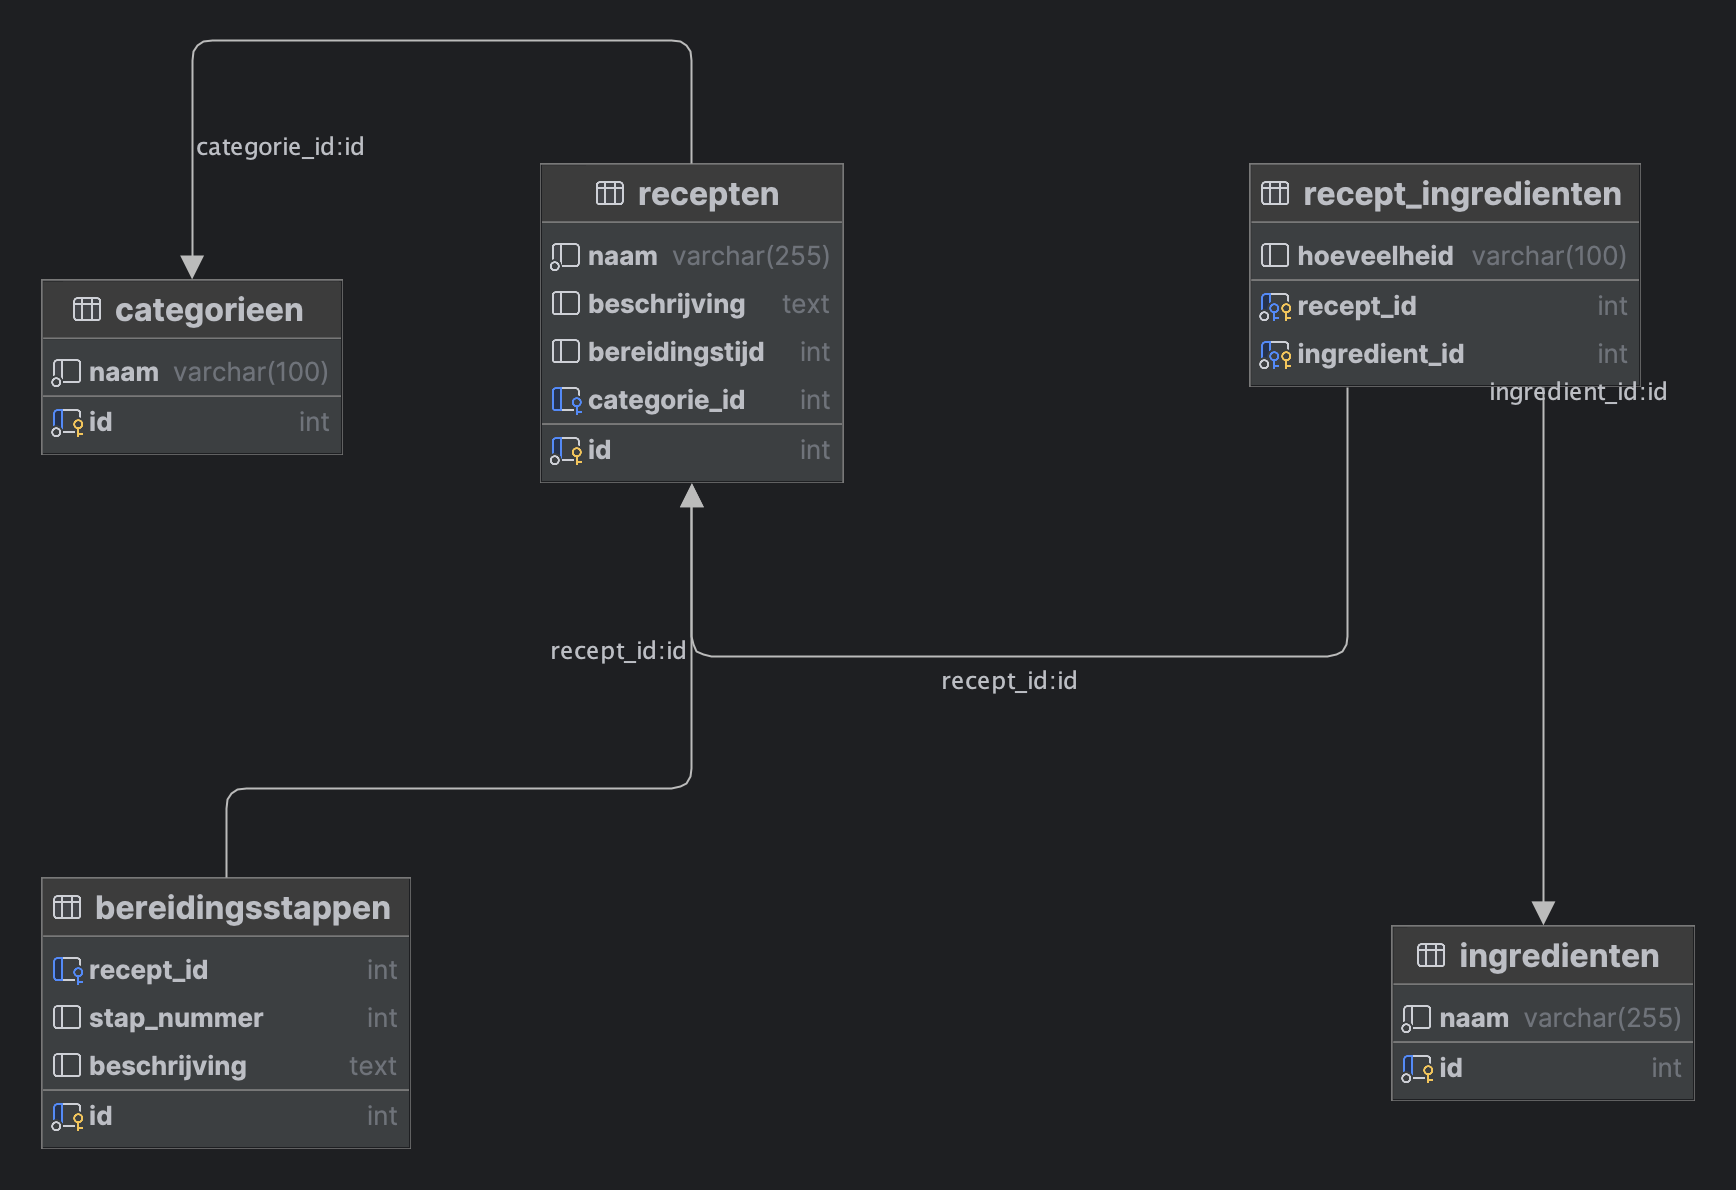 categorie_id:id
recepten
naam varchar(255)
beschrijving text
bereidingstijd int
categorie_id int
id int
recept_ingredienten
hoeveelheid varchar(100)
recept_id int
ingredient_id int
ingredient_id:id
categorieen
naam varchar(100)
id int
recept_id:id
recept_id:id
bereidingsstappen
recept_id int
stap_nummer int
beschrijving text
id int
ingredienten
naam varchar(255)
id int